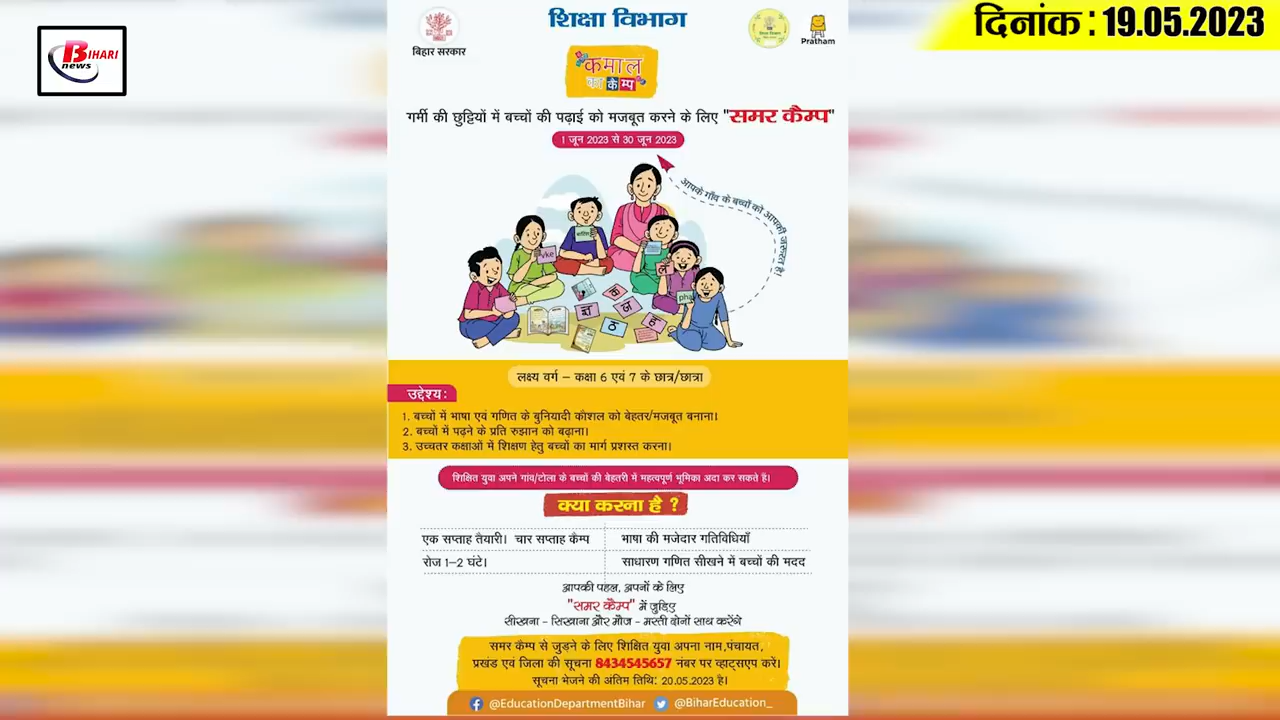 BIHARI
news
दिनांक : 19.05.2023
शिक्षा विभाग
बिहार सरकार
Pratham
कमाल
का कैम्प
गर्मी की छुट्टियों में बच्चों की पढ़ाई को मजबूत करने के लिए "समर कैम्प"
1 जून 2023 से 30 जून 2023
आपके गाँव के बच्चों को आपकी जरूरत है।
लक्ष्य वर्ग – कक्षा 6 एवं 7 के छात्र/छात्रा
उद्देश्य:
1. बच्चों में भाषा एवं गणित के बुनियादी कौशल को बेहतर/मजबूत बनाना।
2. बच्चों में पढ़ने के प्रति रुझान को बढ़ाना।
3. उच्चतर कक्षाओं में शिक्षण हेतु बच्चों का मार्ग प्रशस्त करना।
शिक्षित युवा अपने गांव/टोला के बच्चों की बेहतरी में महत्वपूर्ण भूमिका अदा कर सकते हैं।
क्या करना है ?
एक सप्ताह तैयारी। चार सप्ताह कैम्प
भाषा की मजेदार गतिविधियाँ
रोज 1–2 घंटे।
साधारण गणित सीखने में बच्चों की मदद
आपकी पहल, अपनों के लिए
"समर कैम्प" में जुड़िए
सीखना - सिखाना और मौज - मस्ती दोनों साथ करेंगे
समर कैम्प से जुडने के लिए शिक्षित युवा अपना नाम,पंचायत,
प्रखंड एवं जिला की सूचना 8434545657 नंबर पर व्हाट्सएप करें।
सूचना भेजने की अंतिम तिथि: 20.05.2023 है।
@EducationDepartmentBihar @BiharEducation_